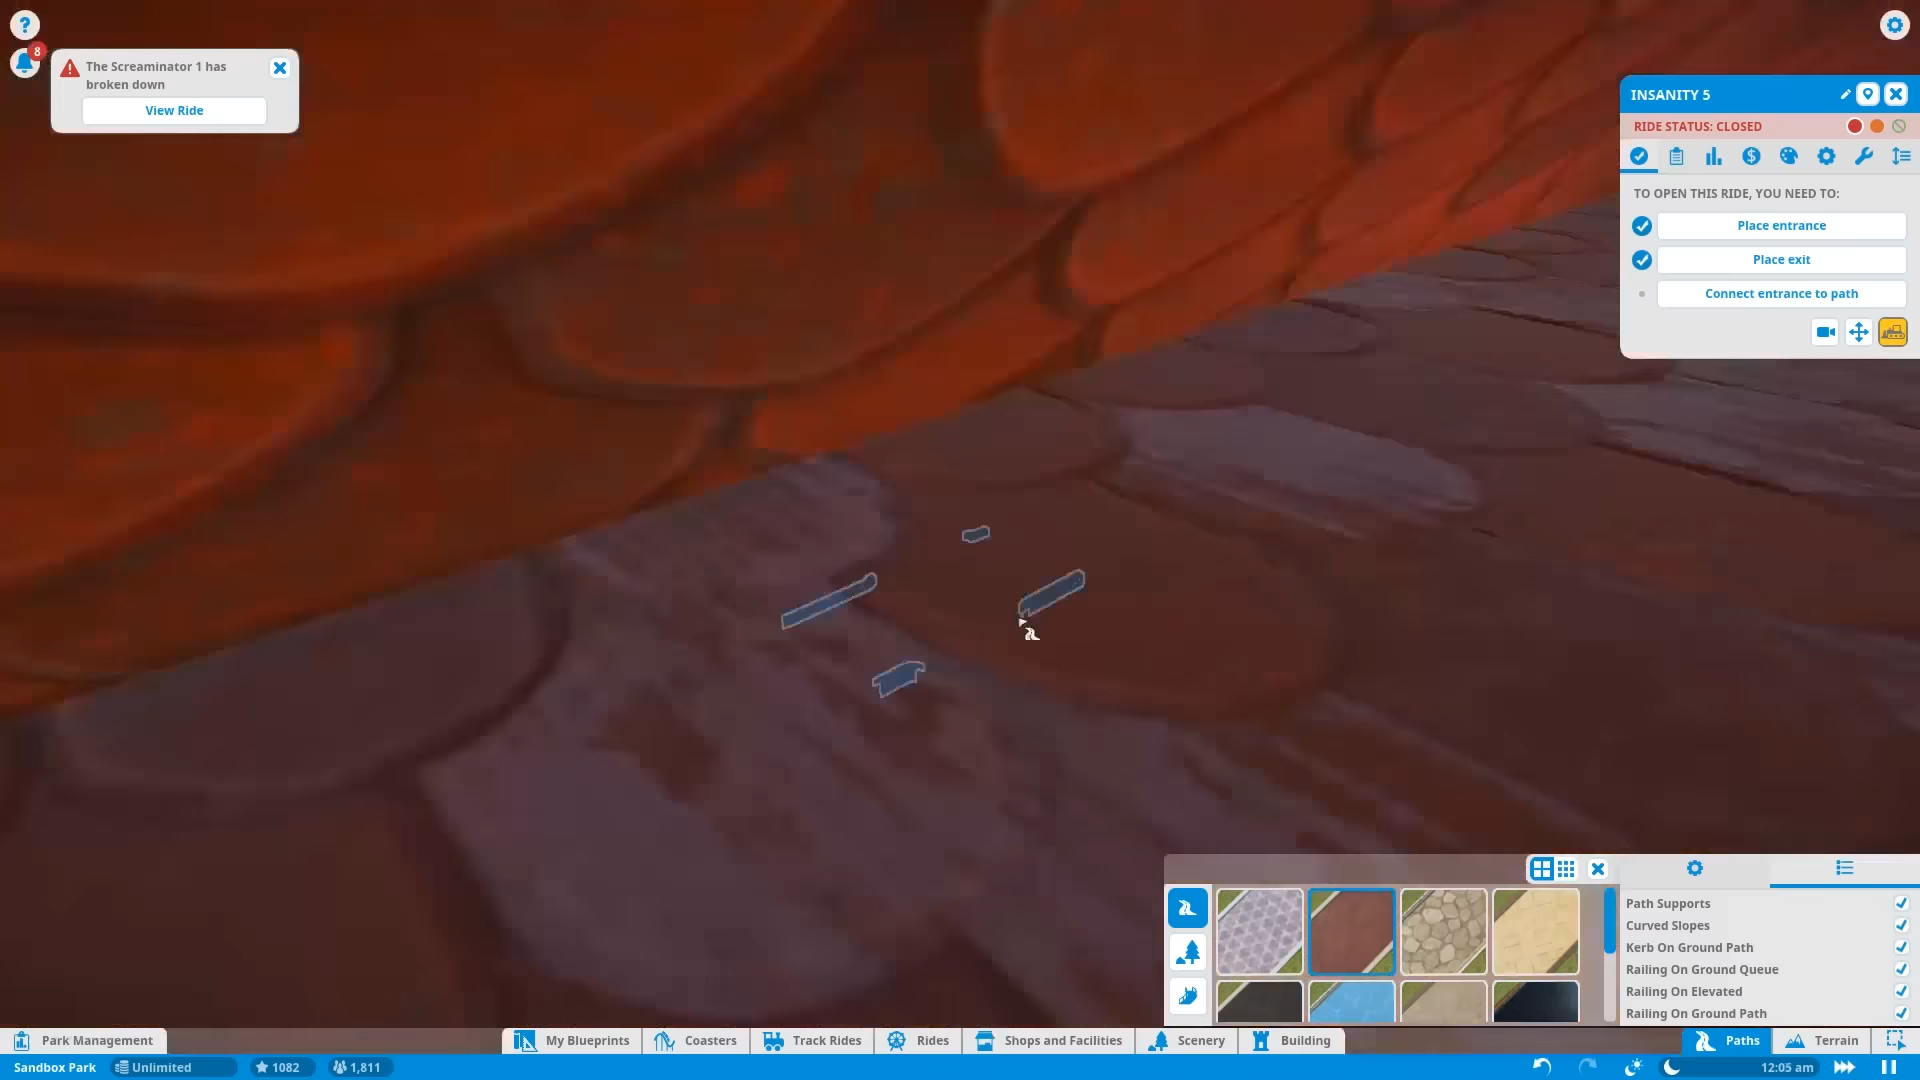 ?
8
The Screaminator 1 has
broken down
View Ride
INSANITY 5
RIDE STATUS: CLOSED
TO OPEN THIS RIDE, YOU NEED TO:
Place entrance
Place exit
Connect entrance to path
Path Supports
Curved Slopes
Kerb On Ground Path
Railing On Ground Queue
Railing On Elevated
Railing On Ground Path
Park Management
My Blueprints
Coasters
Track Rides
Rides
Shops and Facilities
Scenery
Building
Paths
Terrain
Sandbox Park
Unlimited
1082
1,811
12:05 am